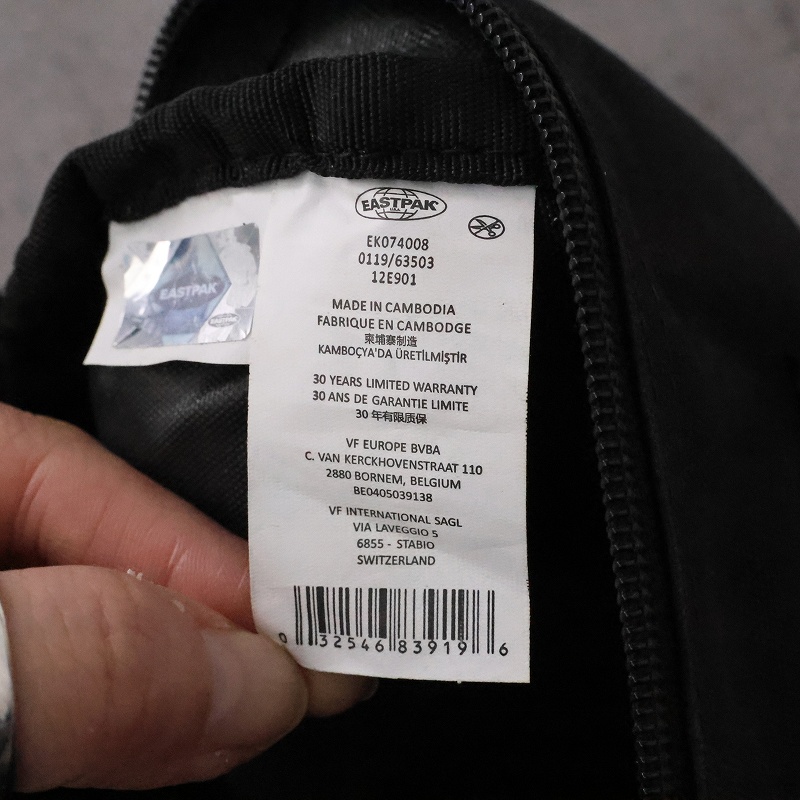 EASTPAK
U.S.A.
EASTPAK
EK074008
0119/63503
12E901
MADE IN CAMBODIA
FABRIQUE EN CAMBODGE
柬埔寨制造
KAMBOÇYA'DA ÜRETİLMİŞTİR
30 YEARS LIMITED WARRANTY
30 ANS DE GARANTIE LIMITE
30 年有限质保
VF EUROPE BVBA
C. VAN KERCKHOVENSTRAAT 110
2880 BORNEM, BELGIUM
BE0405039138
VF INTERNATIONAL SAGL
VIA LAVEGGIO 5
6855 - STABIO
SWITZERLAND
0 32546 83919 6